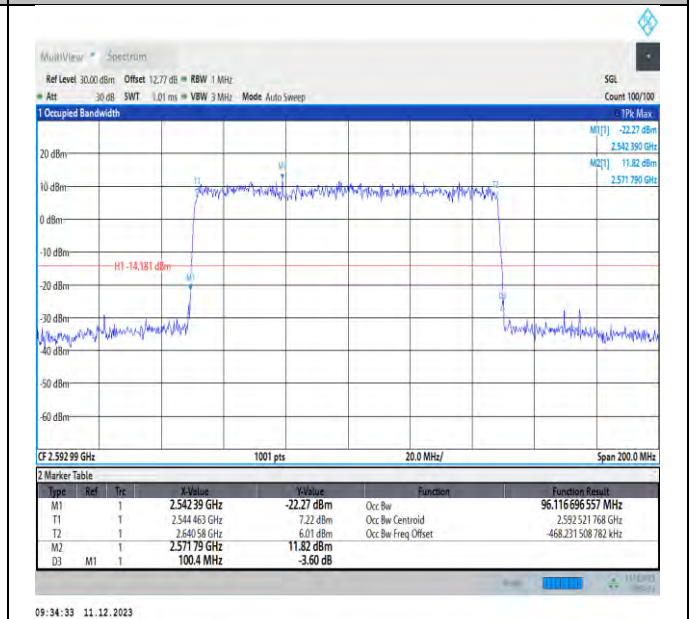 MultiView Spectrum
Ref Level 30.00 dBm Offset 12.77 dB RBW 1 MHz SGL
Att 30 dB SWT 1.01 ms VBW 3 MHz Mode Auto Sweep Count 100/100
1 Occupied Bandwidth 1Pk Max
M1[1] -22.27 dBm
2.542 390 GHz
M2[1] 11.82 dBm
2.571 790 GHz
20 dBm
10 dBm
0 dBm
-10 dBm
H1 -14.181 dBm
-20 dBm
-30 dBm
-40 dBm
-50 dBm
-60 dBm
T1
T2
M1
D3
CF 2.592 99 GHz 1001 pts 20.0 MHz/ Span 200.0 MHz
2 Marker Table
Type Ref Trc X-Value Y-Value Function Function Result
M1 1 2.542 39 GHz -22.27 dBm Occ Bw 96.116 696 557 MHz
T1 1 2.544 463 GHz 7.22 dBm Occ Bw Centroid 2.592 521 768 GHz
T2 1 2.640 58 GHz 6.01 dBm Occ Bw Freq Offset -468.231 508 782 kHz
M2 1 2.571 79 GHz 11.82 dBm
D3 M1 1 100.4 MHz -3.60 dB
09:34:33 11.12.2023